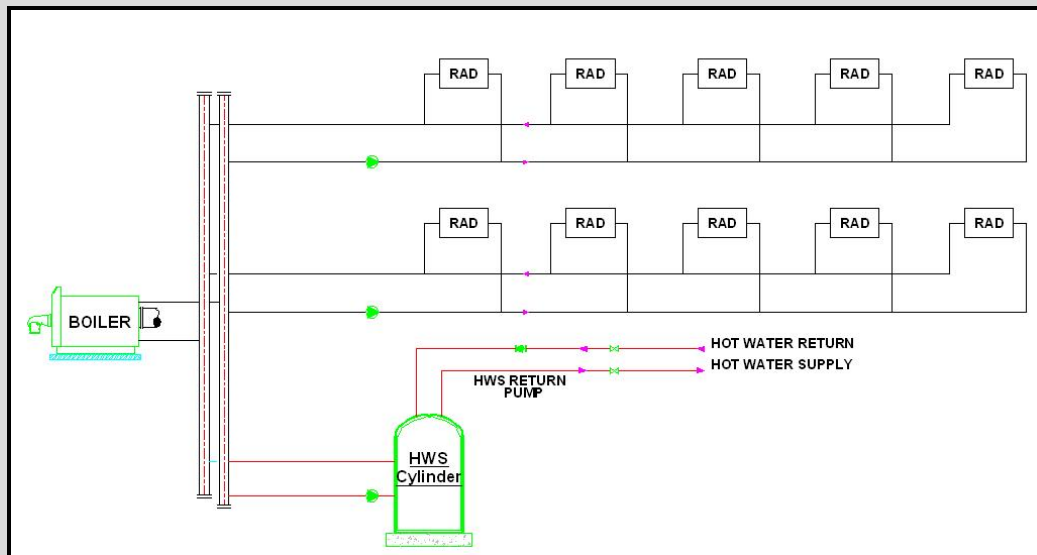 RAD RAD RAD RAD RAD
RAD RAD RAD RAD RAD
BOILER
HOT WATER RETURN
HOT WATER SUPPLY
HWS RETURN
PUMP
HWS
Cylinder